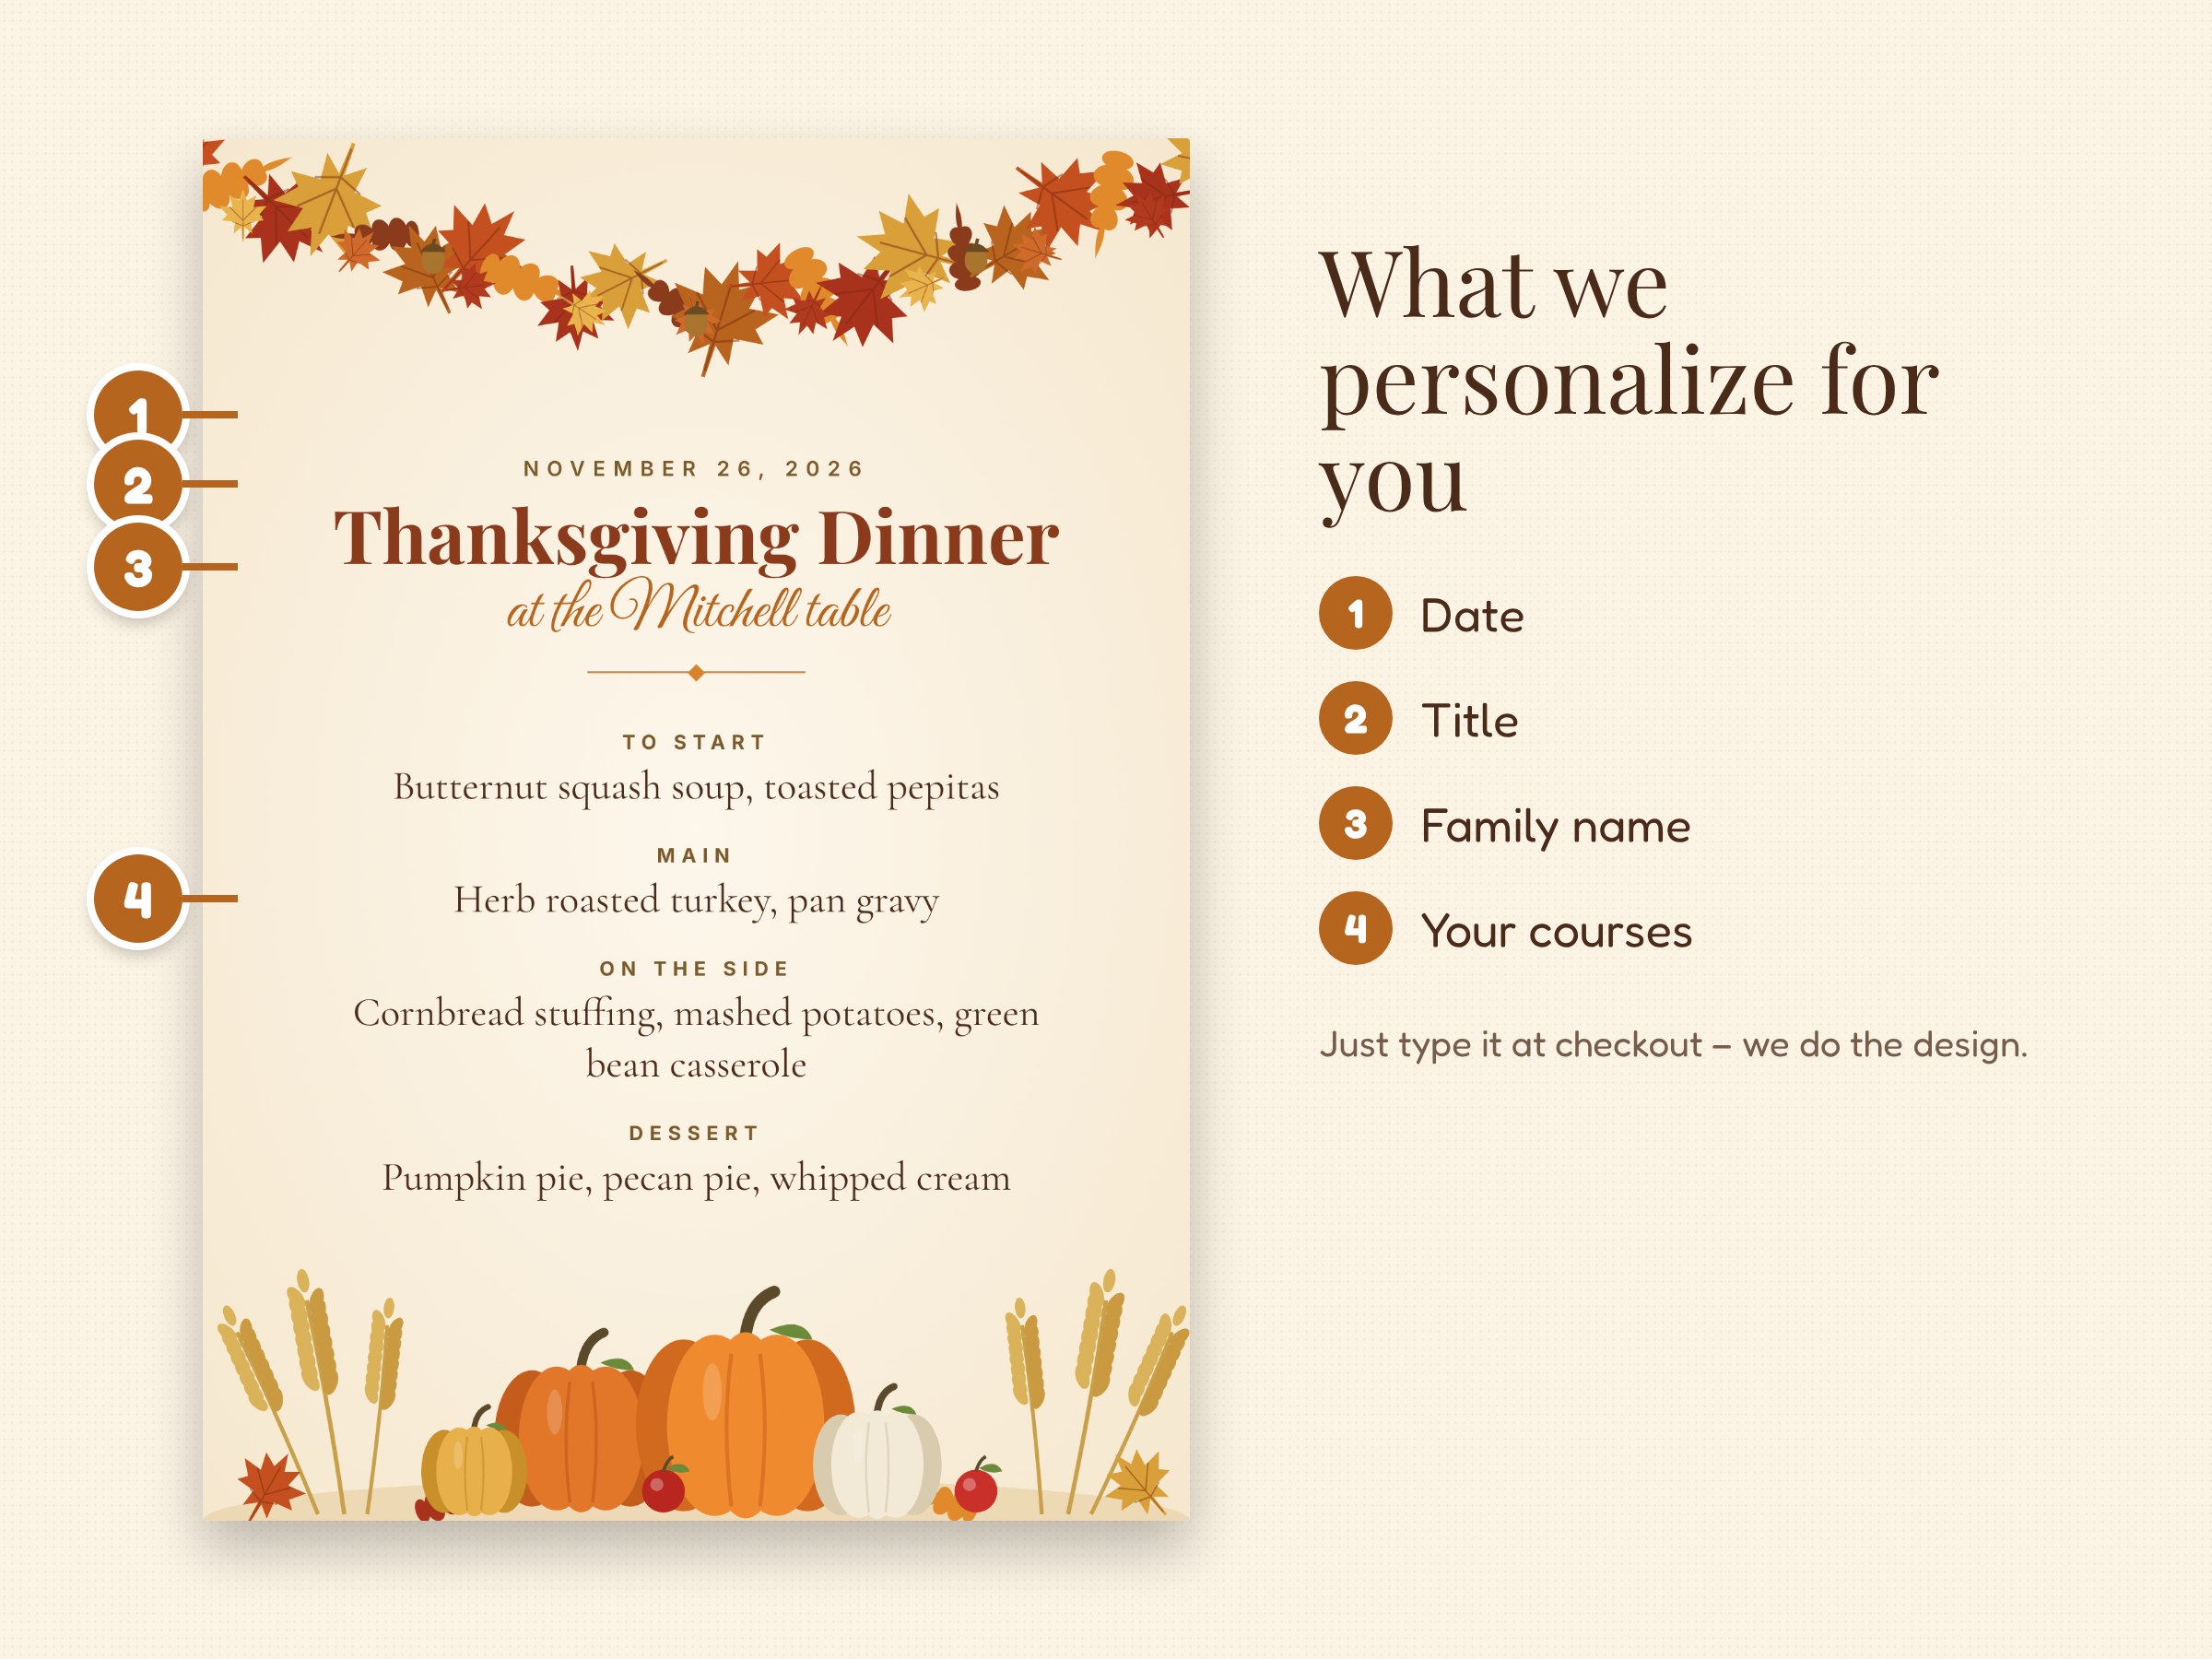 1
2
3
4
NOVEMBER 26, 2026
Thanksgiving Dinner
at the Mitchell table
TO START
Butternut squash soup, toasted pepitas
MAIN
Herb roasted turkey, pan gravy
ON THE SIDE
Cornbread stuffing, mashed potatoes, green
bean casserole
DESSERT
Pumpkin pie, pecan pie, whipped cream
What we
personalize for
you
1 Date
2 Title
3 Family name
4 Your courses
Just type it at checkout – we do the design.